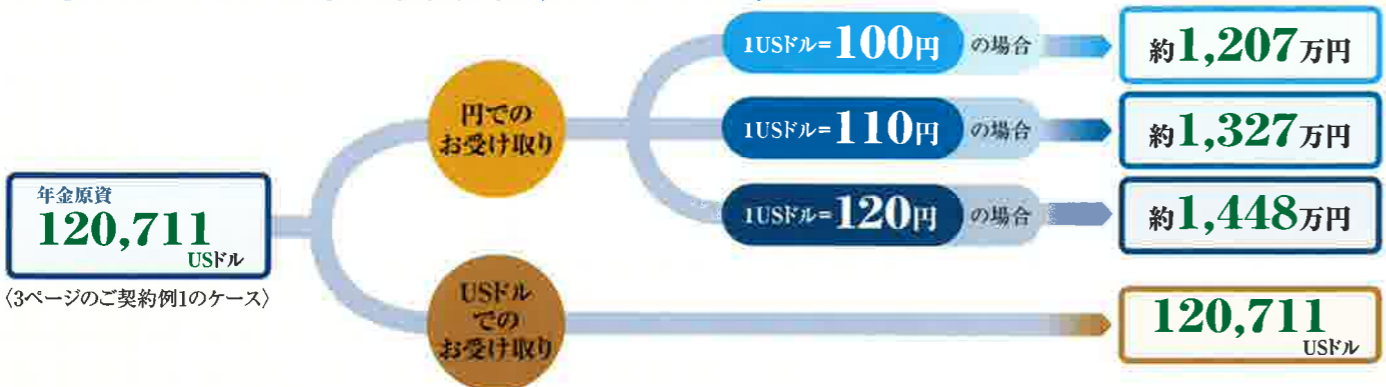 1USドル=100円 の場合
約1,207万円
円での
お受け取り
1USドル=110円 の場合
約1,327万円
年金原資
120,711
USドル
1USドル=120円 の場合
約1,448万円
〈3ページのご契約例1のケース〉
USドル
での
お受け取り
120,711
USドル